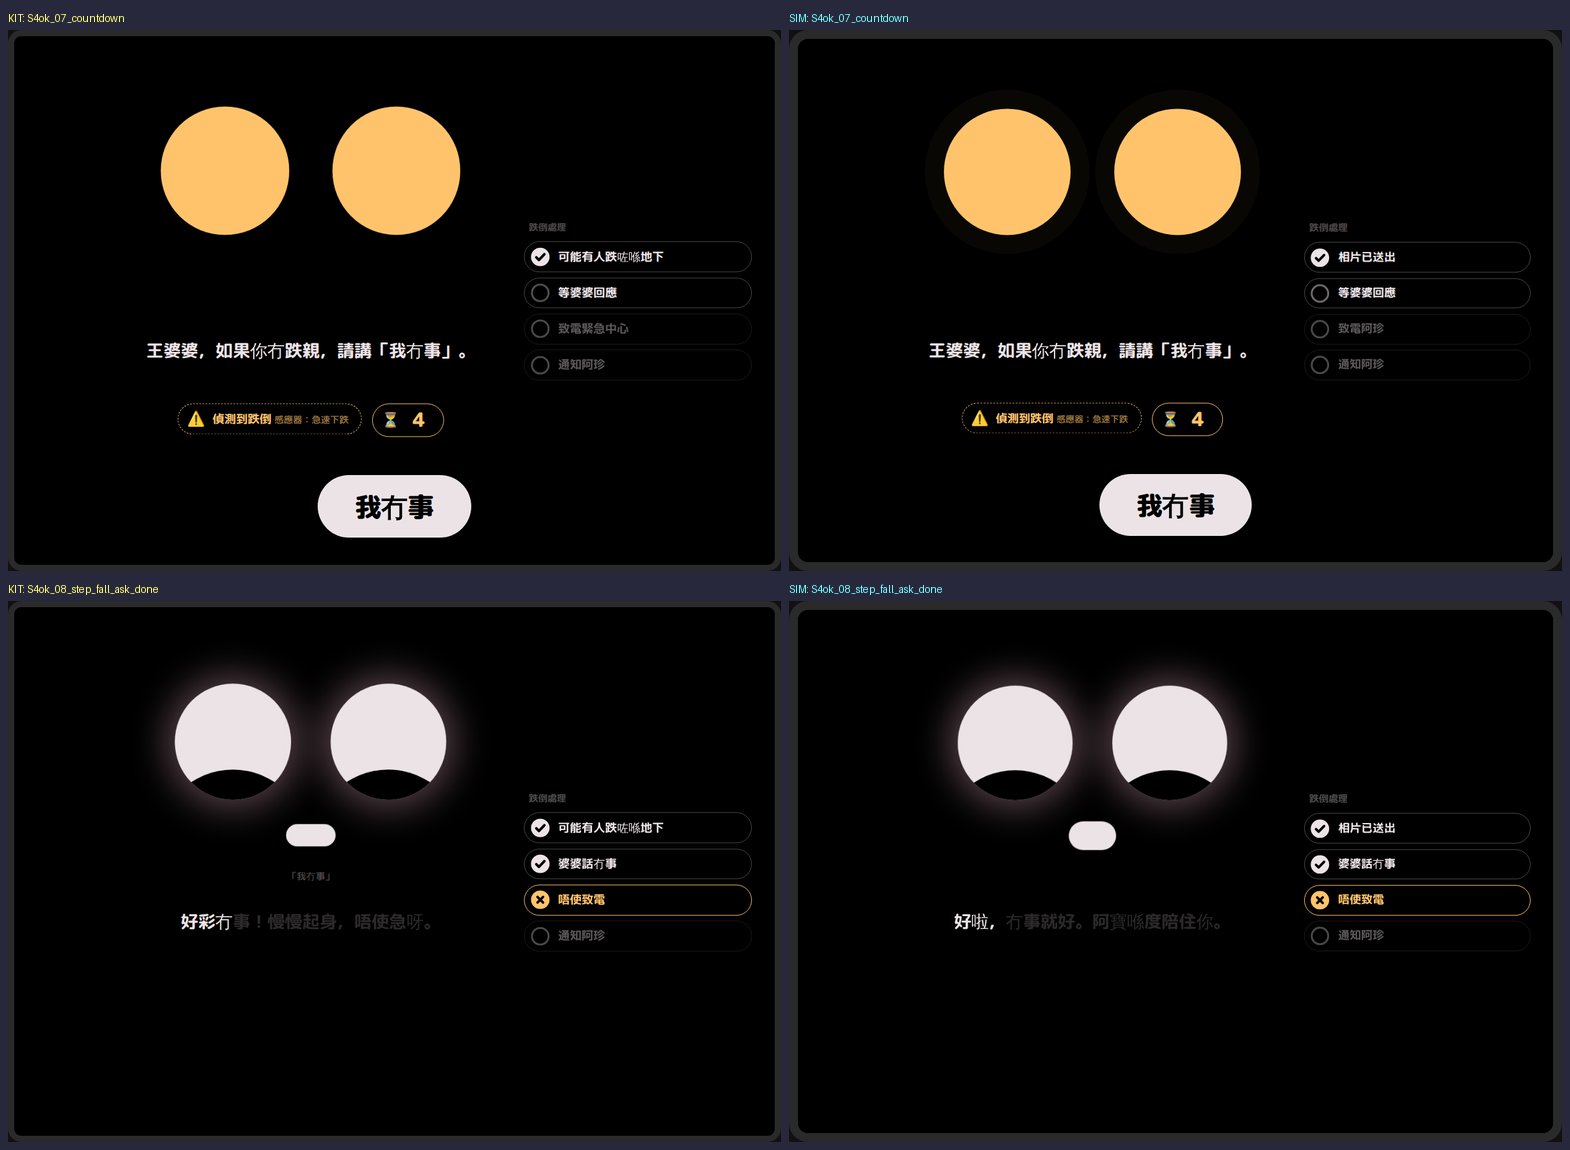 KIT: S4ok_07_countdown
跌倒處理
可能有人跌咗喺地下
等婆婆回應
致電緊急中心
通知阿珍
王婆婆，如果你冇跌親，請講「我冇事」。
⚠️ 偵測到跌倒 感應器：急速下跌
⏳ 4
我冇事
SIM: S4ok_07_countdown
跌倒處理
相片已送出
等婆婆回應
致電阿珍
通知阿珍
王婆婆，如果你冇跌親，請講「我冇事」。
⚠️ 偵測到跌倒 感應器：急速下跌
⏳ 4
我冇事
KIT: S4ok_08_step_fall_ask_done
跌倒處理
可能有人跌咗喺地下
婆婆話冇事
唔使致電
通知阿珍
「我冇事」
好彩冇事！慢慢起身，唔使急呀。
SIM: S4ok_08_step_fall_ask_done
跌倒處理
相片已送出
婆婆話冇事
唔使致電
通知阿珍
好啦，冇事就好。阿寶喺度陪住你。